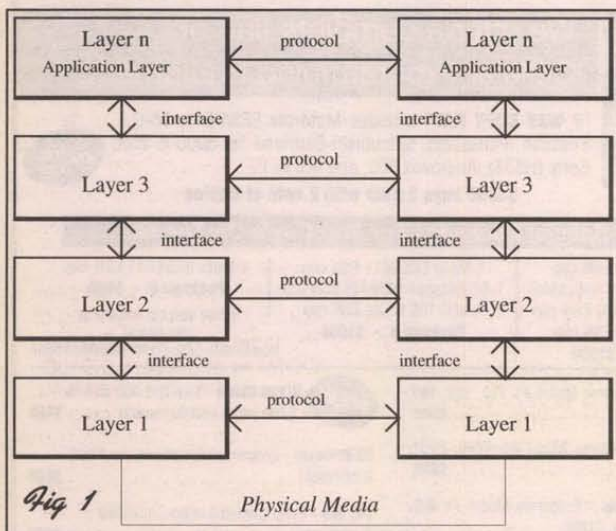 Layer n protocol Layer n
Application Layer Application Layer
interface interface
Layer 3 protocol Layer 3
interface interface
Layer 2 protocol Layer 2
interface interface
Layer 1 protocol Layer 1
Fig 1 Physical Media